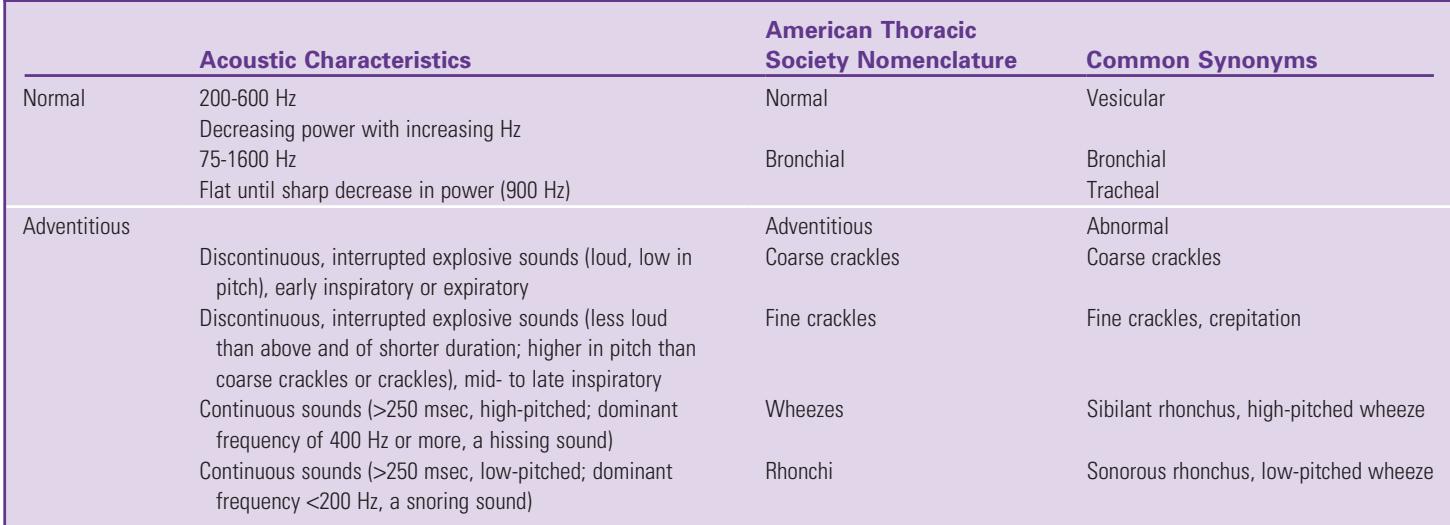 American Thoracic
Acoustic Characteristics Society Nomenclature Common Synonyms
Normal 200-600 Hz Normal Vesicular
Decreasing power with increasing Hz
75-1600 Hz Bronchial Bronchial
Flat until sharp decrease in power (900 Hz) Tracheal
Adventitious Adventitious Abnormal
Discontinuous, interrupted explosive sounds (loud, low in Coarse crackles Coarse crackles
pitch), early inspiratory or expiratory
Discontinuous, interrupted explosive sounds (less loud Fine crackles Fine crackles, crepitation
than above and of shorter duration; higher in pitch than
coarse crackles or crackles), mid- to late inspiratory
Continuous sounds (>250 msec, high-pitched; dominant Wheezes Sibilant rhonchus, high-pitched wheeze
frequency of 400 Hz or more, a hissing sound)
Continuous sounds (>250 msec, low-pitched; dominant Rhonchi Sonorous rhonchus, low-pitched wheeze
frequency <200 Hz, a snoring sound)